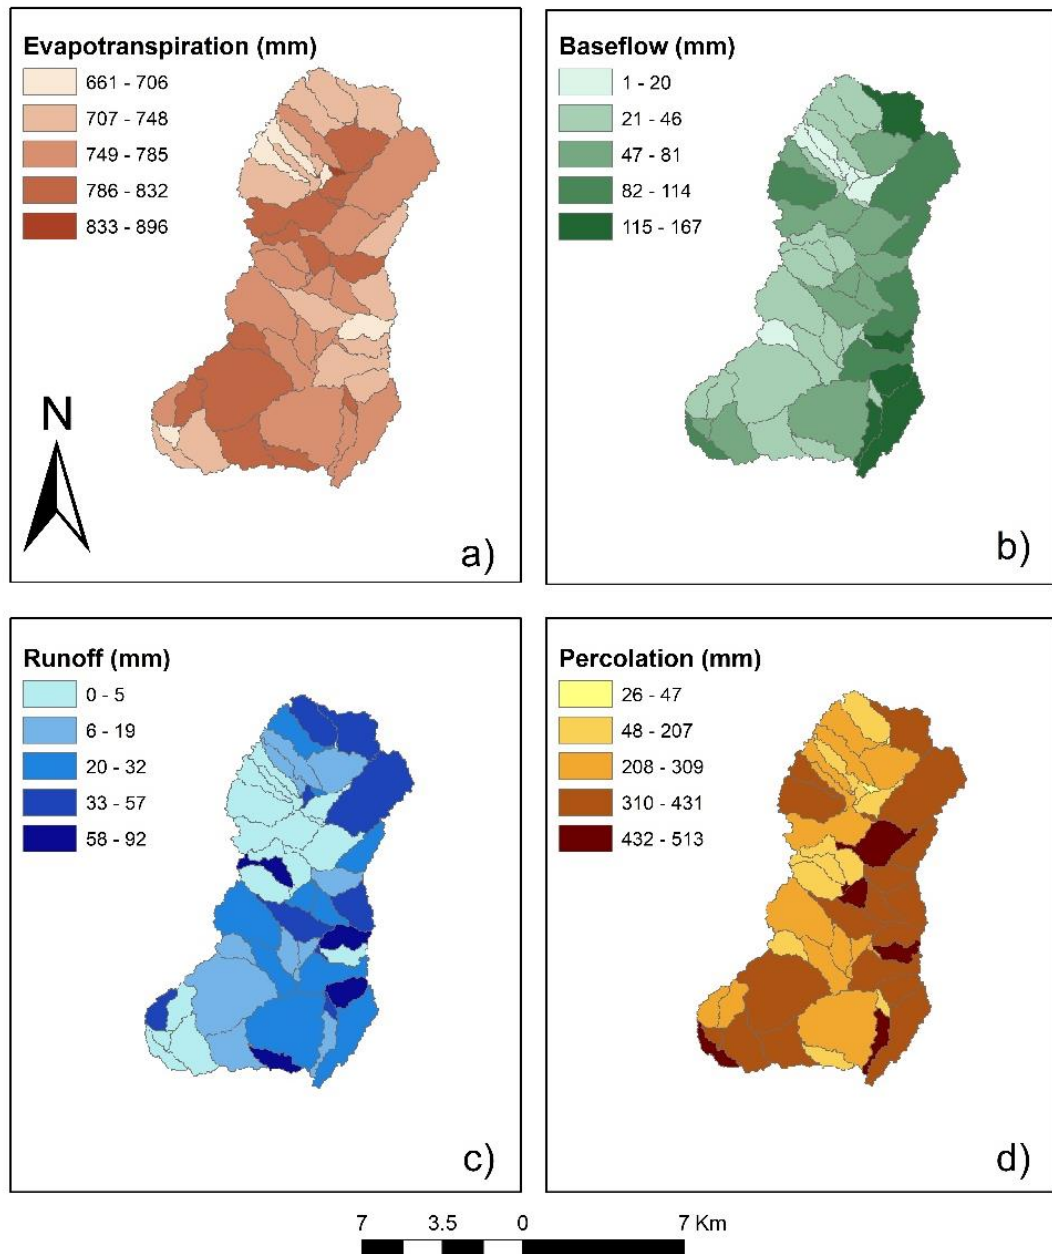 Evapotranspiration (mm)
661 - 706
707 - 748
749 - 785
786 - 832
833 - 896
N
a)
Baseflow (mm)
1 - 20
21 - 46
47 - 81
82 - 114
115 - 167
b)
Runoff (mm)
0 - 5
6 - 19
20 - 32
33 - 57
58 - 92
c)
Percolation (mm)
26 - 47
48 - 207
208 - 309
310 - 431
432 - 513
d)
7 3.5 0 7 Km